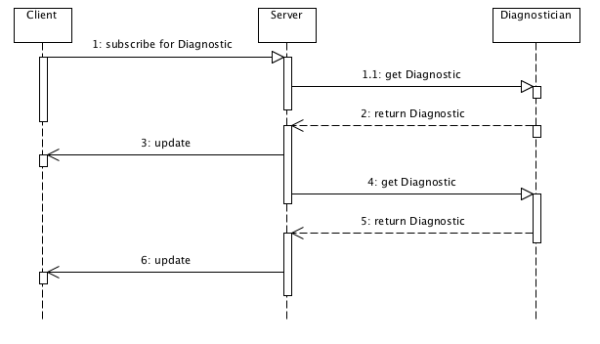 Client
Server
Diagnostician
1: subscribe for Diagnostic
1.1: get Diagnostic
2: return Diagnostic
3: update
4: get Diagnostic
5: return Diagnostic
6: update